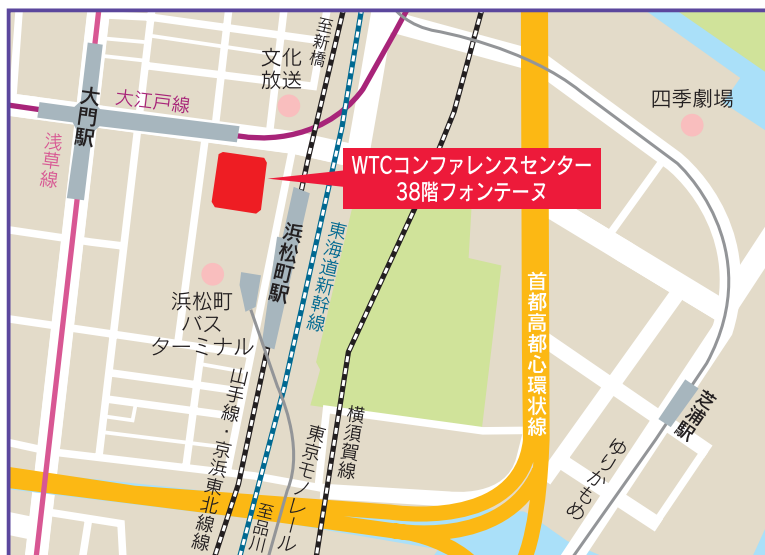 至新橋
文化
放送
大江戸線
大門駅
浅草線
四季劇場
WTCコンファレンスセンター
38階フォンテーヌ
東海道新幹線
浜松町駅
浜松町
バス
ターミナル
首都高都心環状線
山手線・京浜東北線線
至品川
東京モノレール
横須賀線
芝浦駅
ゆりかもめ